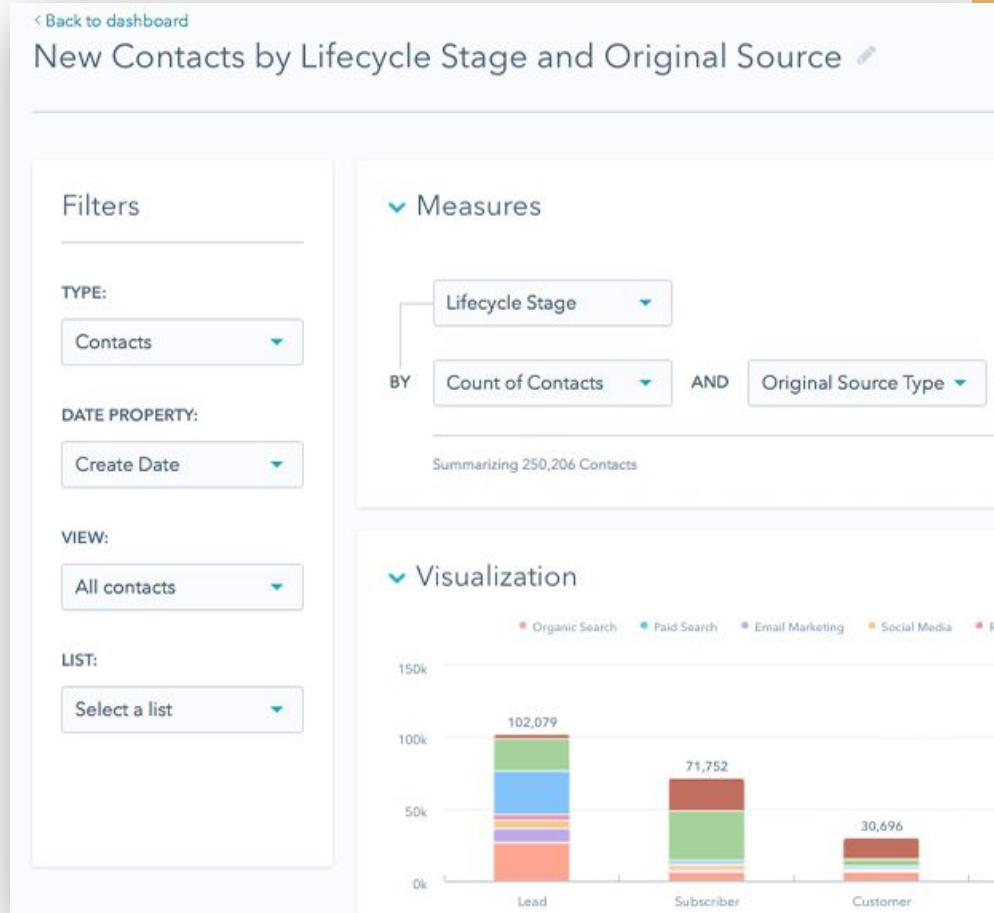 Back to dashboard
New Contacts by Lifecycle Stage and Original Source
Filters
TYPE:
Contacts
DATE PROPERTY:
Create Date
VIEW:
All contacts
LIST:
Select a list
Measures
Lifecycle Stage
BY Count of Contacts AND Original Source Type
Summarizing 250,206 Contacts
Visualization
Organic Search Paid Search Email Marketing Social Media
150k
100k
50k
0k
102,079
71,752
30,696
Lead Subscriber Customer